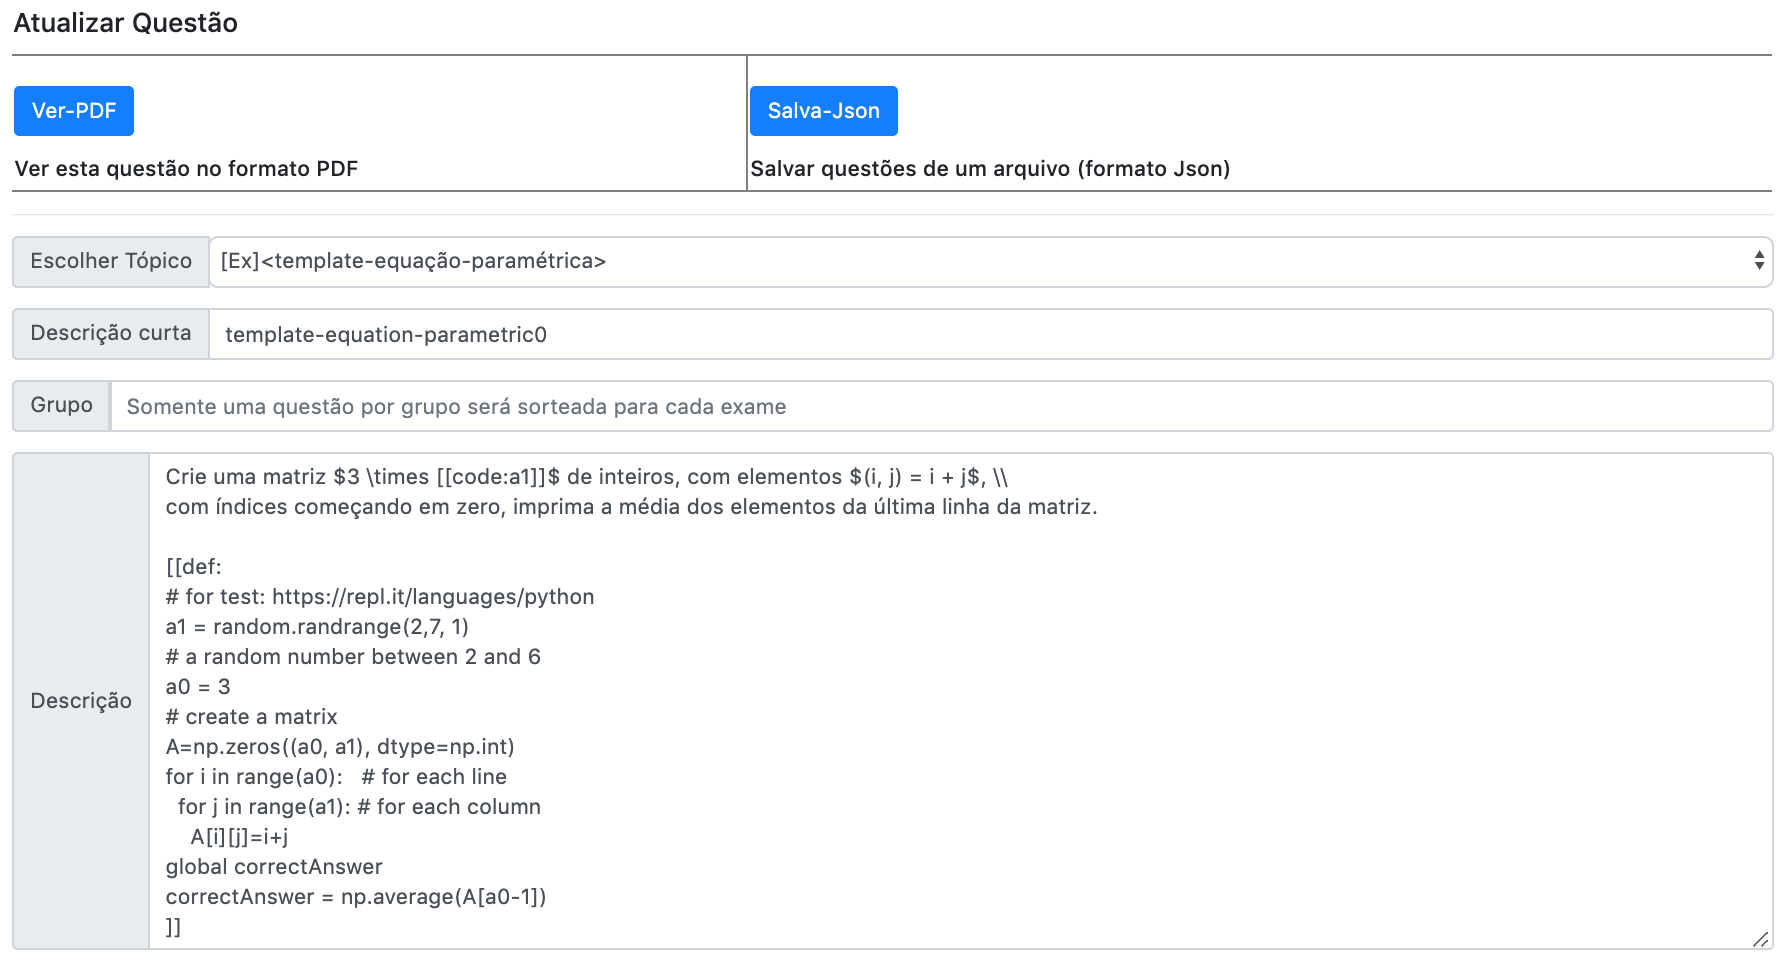 Atualizar Questão
Ver-PDF
Ver esta questão no formato PDF
Salva-Json
Salvar questões de um arquivo (formato Json)
Escolher Tópico
[Ex]<template-equação-paramétrica>
Descrição curta
template-equation-parametric0
Grupo
Somente uma questão por grupo será sorteada para cada exame
Descrição
Crie uma matriz $3 \times [[code:a1]]$ de inteiros, com elementos $(i, j) = i + j$, \\
com índices começando em zero, imprima a média dos elementos da última linha da matriz.

[[def:
# for test: https://repl.it/languages/python
a1 = random.randrange(2,7, 1)
# a random number between 2 and 6
a0 = 3
# create a matrix
A=np.zeros((a0, a1), dtype=np.int)
for i in range(a0):   # for each line
  for j in range(a1): # for each column
    A[i][j]=i+j
global correctAnswer
correctAnswer = np.average(A[a0-1])
]]